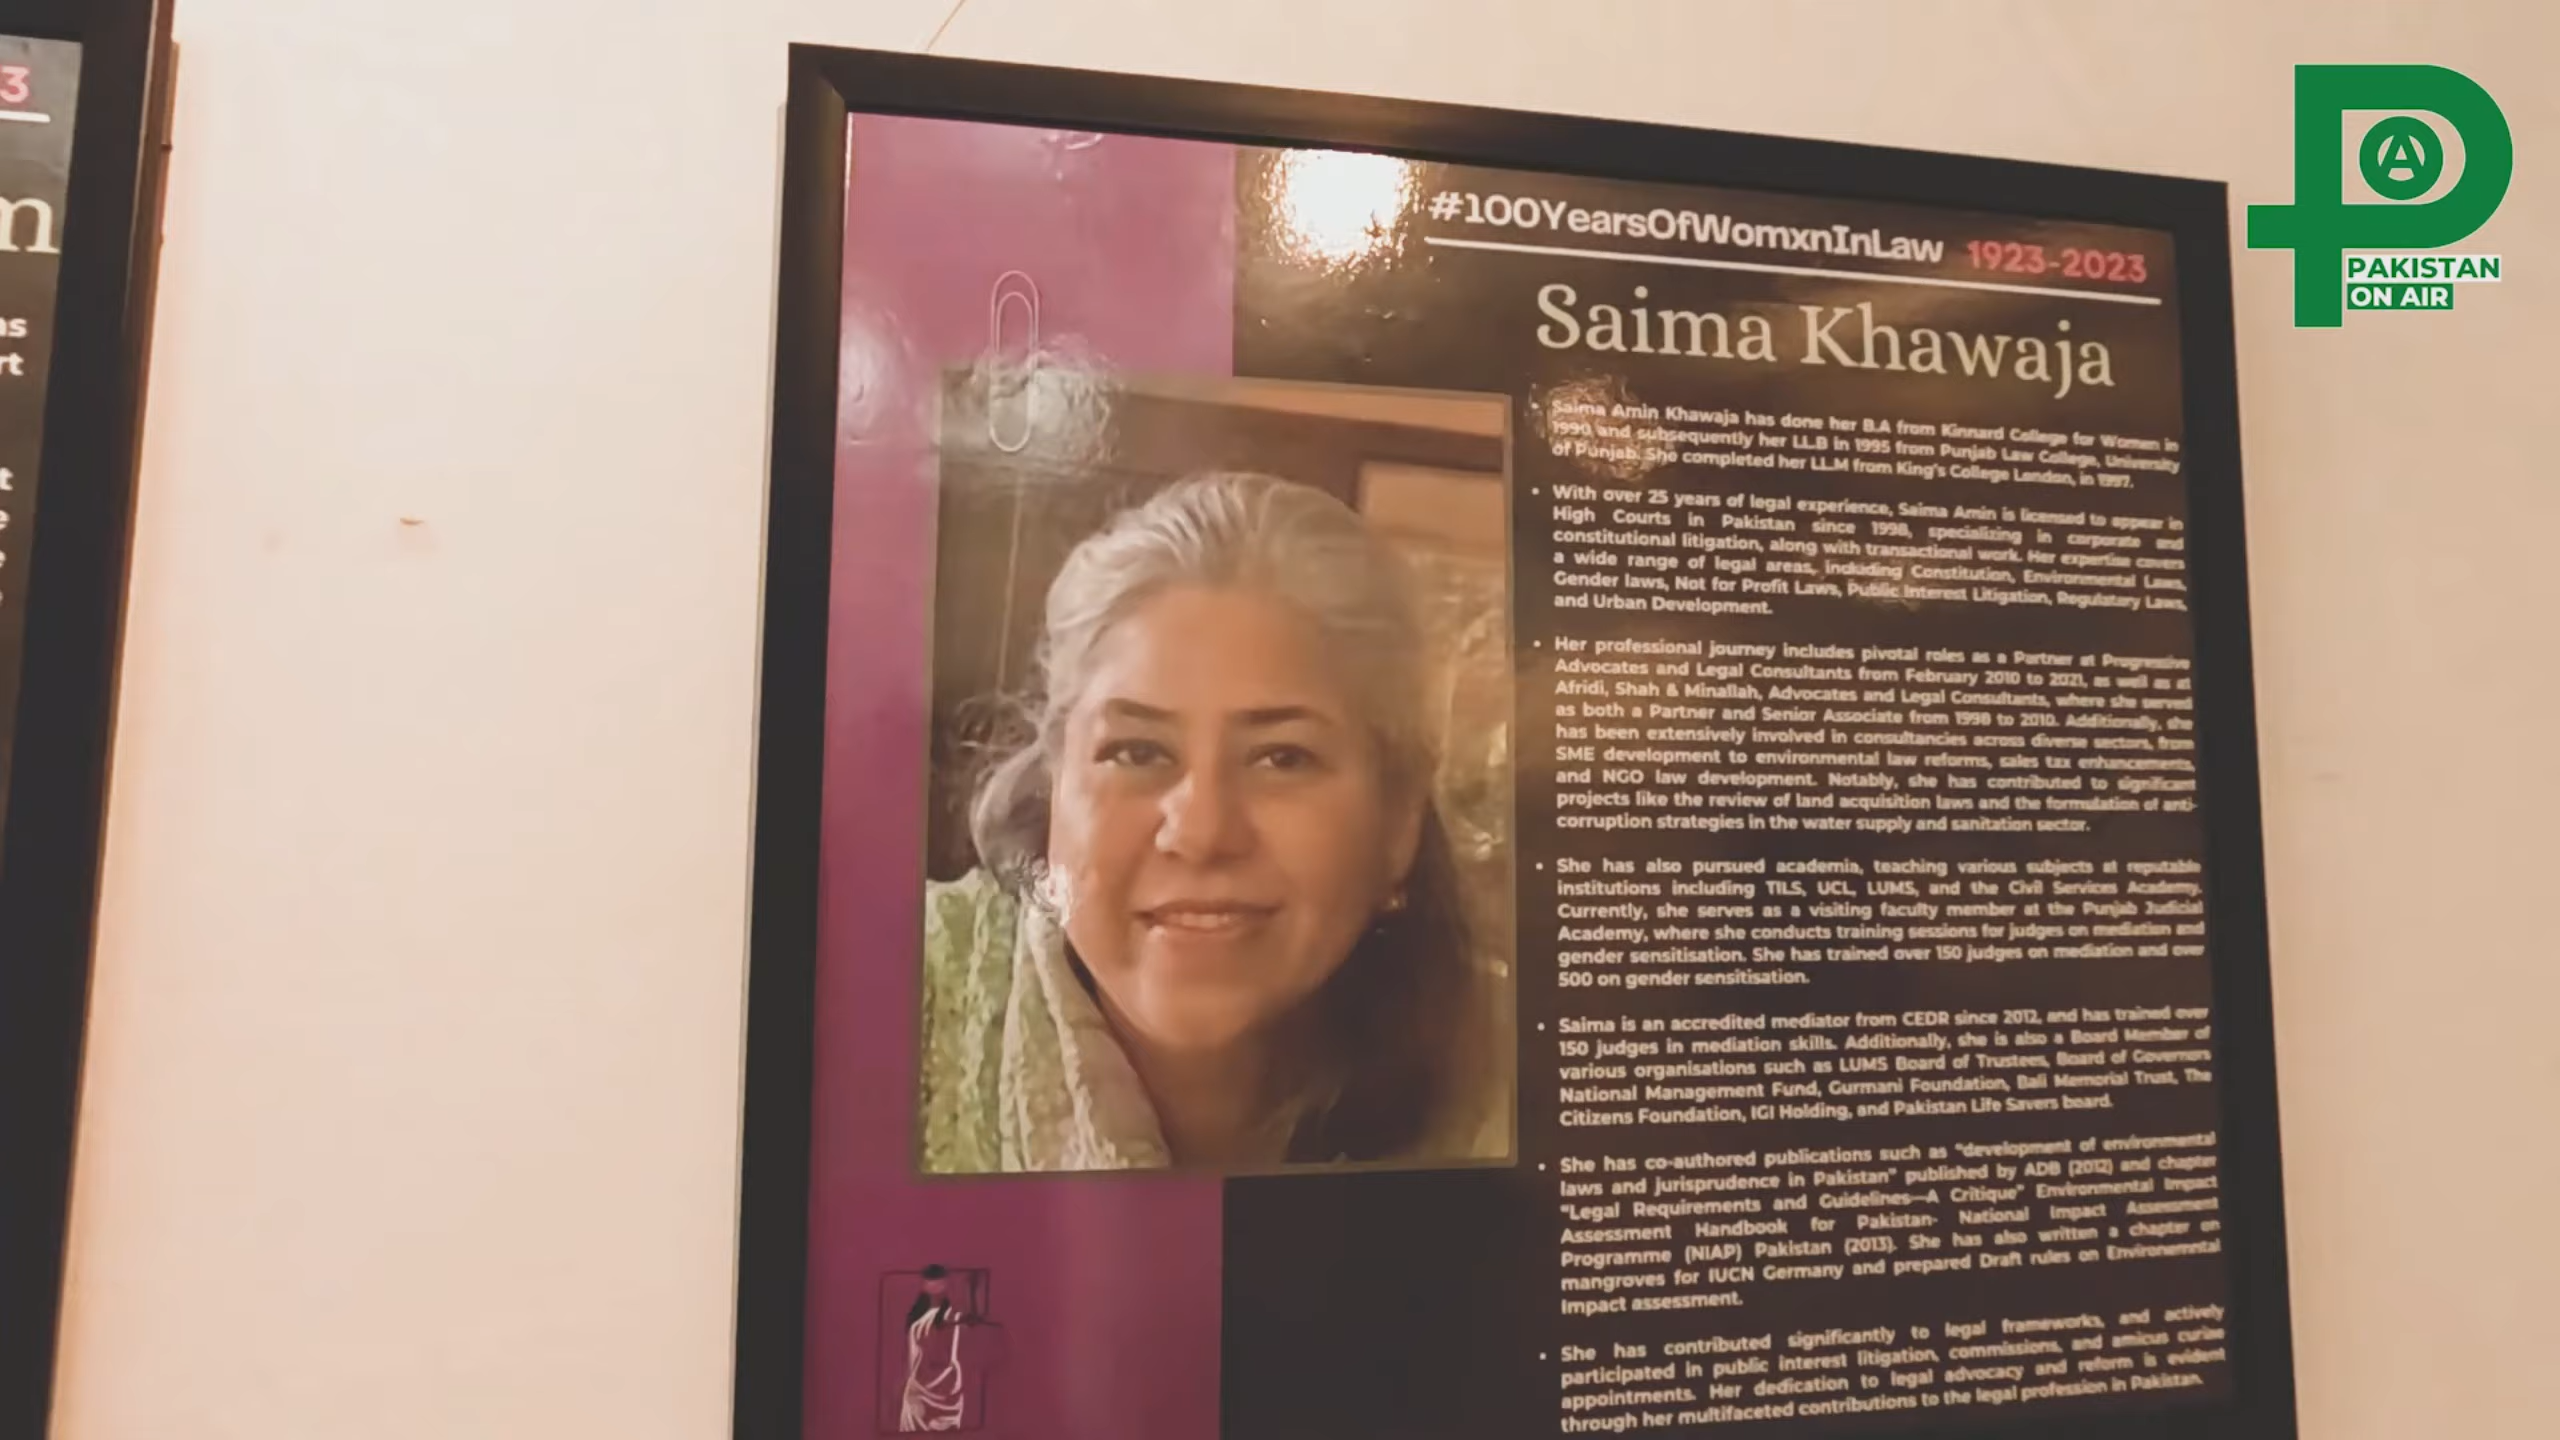 3
m
as
rt
t
e
e
#100YearsOfWomxnInLaw 1923-2023
Saima Khawaja
Saima Amin Khawaja has done her B.A from Kinnard College for Women in
1990 and subsequently her LL.B in 1995 from Punjab Law College, University
of Punjab. She completed her LL.M from King's College London, in 1997.
• With over 25 years of legal experience, Saima Amin is licensed to appear in
High Courts in Pakistan since 1998, specializing in corporate and
constitutional litigation, along with transactional work. Her expertise covers
a wide range of legal areas, including Constitution, Environmental Laws,
Gender laws, Not for Profit Laws, Public Interest Litigation, Regulatory Laws,
and Urban Development.
• Her professional journey includes pivotal roles as a Partner at Progressive
Advocates and Legal Consultants from February 2010 to 2021, as well as at
Afridi, Shah & Minallah, Advocates and Legal Consultants, where she served
as both a Partner and Senior Associate from 1998 to 2010. Additionally, she
has been extensively involved in consultancies across diverse sectors, from
SME development to environmental law reforms, sales tax enhancements,
and NGO law development. Notably, she has contributed to significant
projects like the review of land acquisition laws and the formulation of anti-
corruption strategies in the water supply and sanitation sector.
• She has also pursued academia, teaching various subjects at reputable
institutions including TILS, UCL, LUMS, and the Civil Services Academy.
Currently, she serves as a visiting faculty member at the Punjab Judicial
Academy, where she conducts training sessions for judges on mediation and
gender sensitisation. She has trained over 150 judges on mediation and over
500 on gender sensitisation.
• Saima is an accredited mediator from CEDR since 2012, and has trained over
150 judges in mediation skills. Additionally, she is also a Board Member of
various organisations such as LUMS Board of Trustees, Board of Governors
National Management Fund, Gurmani Foundation, Bali Memorial Trust, The
Citizens Foundation, IGI Holding, and Pakistan Life Savers board.
• She has co-authored publications such as "development of environmental
laws and jurisprudence in Pakistan" published by ADB (2012) and chapter
"Legal Requirements and Guidelines—A Critique" Environmental Impact
Assessment Handbook for Pakistan- National Impact Assessment
Programme (NIAP) Pakistan (2013). She has also written a chapter on
mangroves for IUCN Germany and prepared Draft rules on Environemntal
Impact assessment.
• She has contributed significantly to legal frameworks, and actively
participated in public interest litigation, commissions, and amicus curiae
appointments. Her dedication to legal advocacy and reform is evident
through her multifaceted contributions to the legal profession in Pakistan.
PAKISTAN
ON AIR